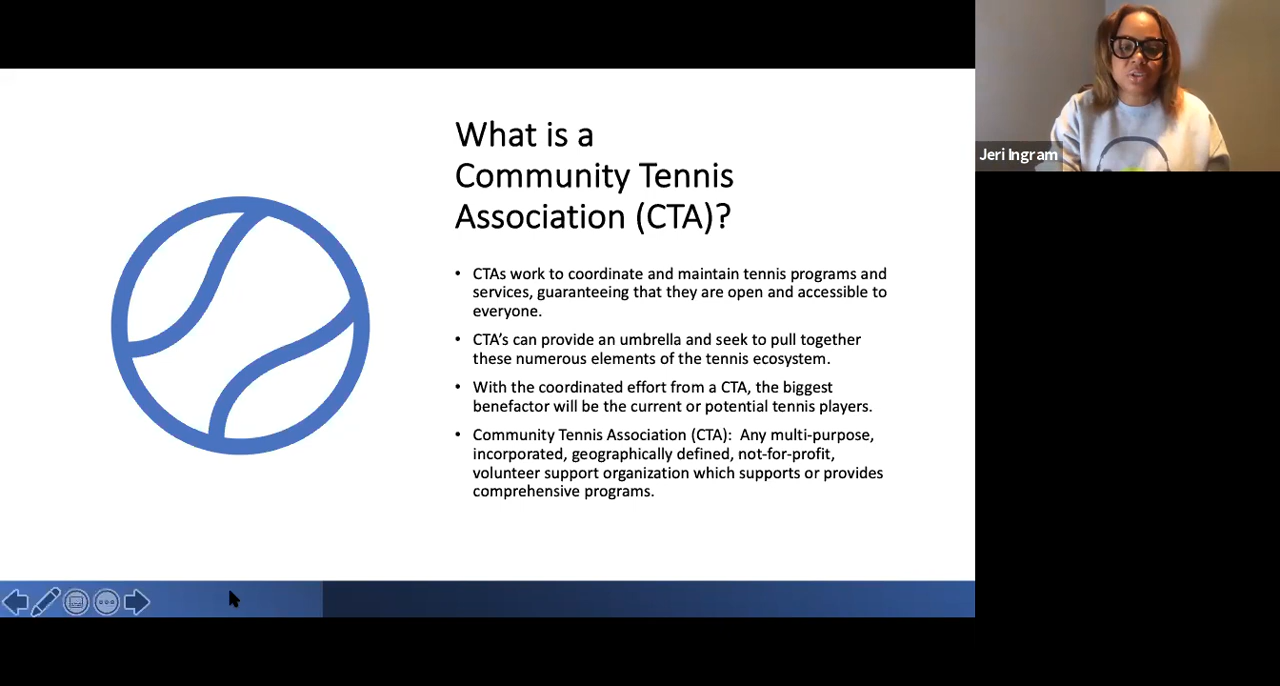 What is a
Community Tennis
Association (CTA)?
• CTAs work to coordinate and maintain tennis programs and
services, guaranteeing that they are open and accessible to
everyone.
• CTA’s can provide an umbrella and seek to pull together
these numerous elements of the tennis ecosystem.
• With the coordinated effort from a CTA, the biggest
benefactor will be the current or potential tennis players.
• Community Tennis Association (CTA):  Any multi-purpose,
incorporated, geographically defined, not-for-profit,
volunteer support organization which supports or provides
comprehensive programs.
Jeri Ingram